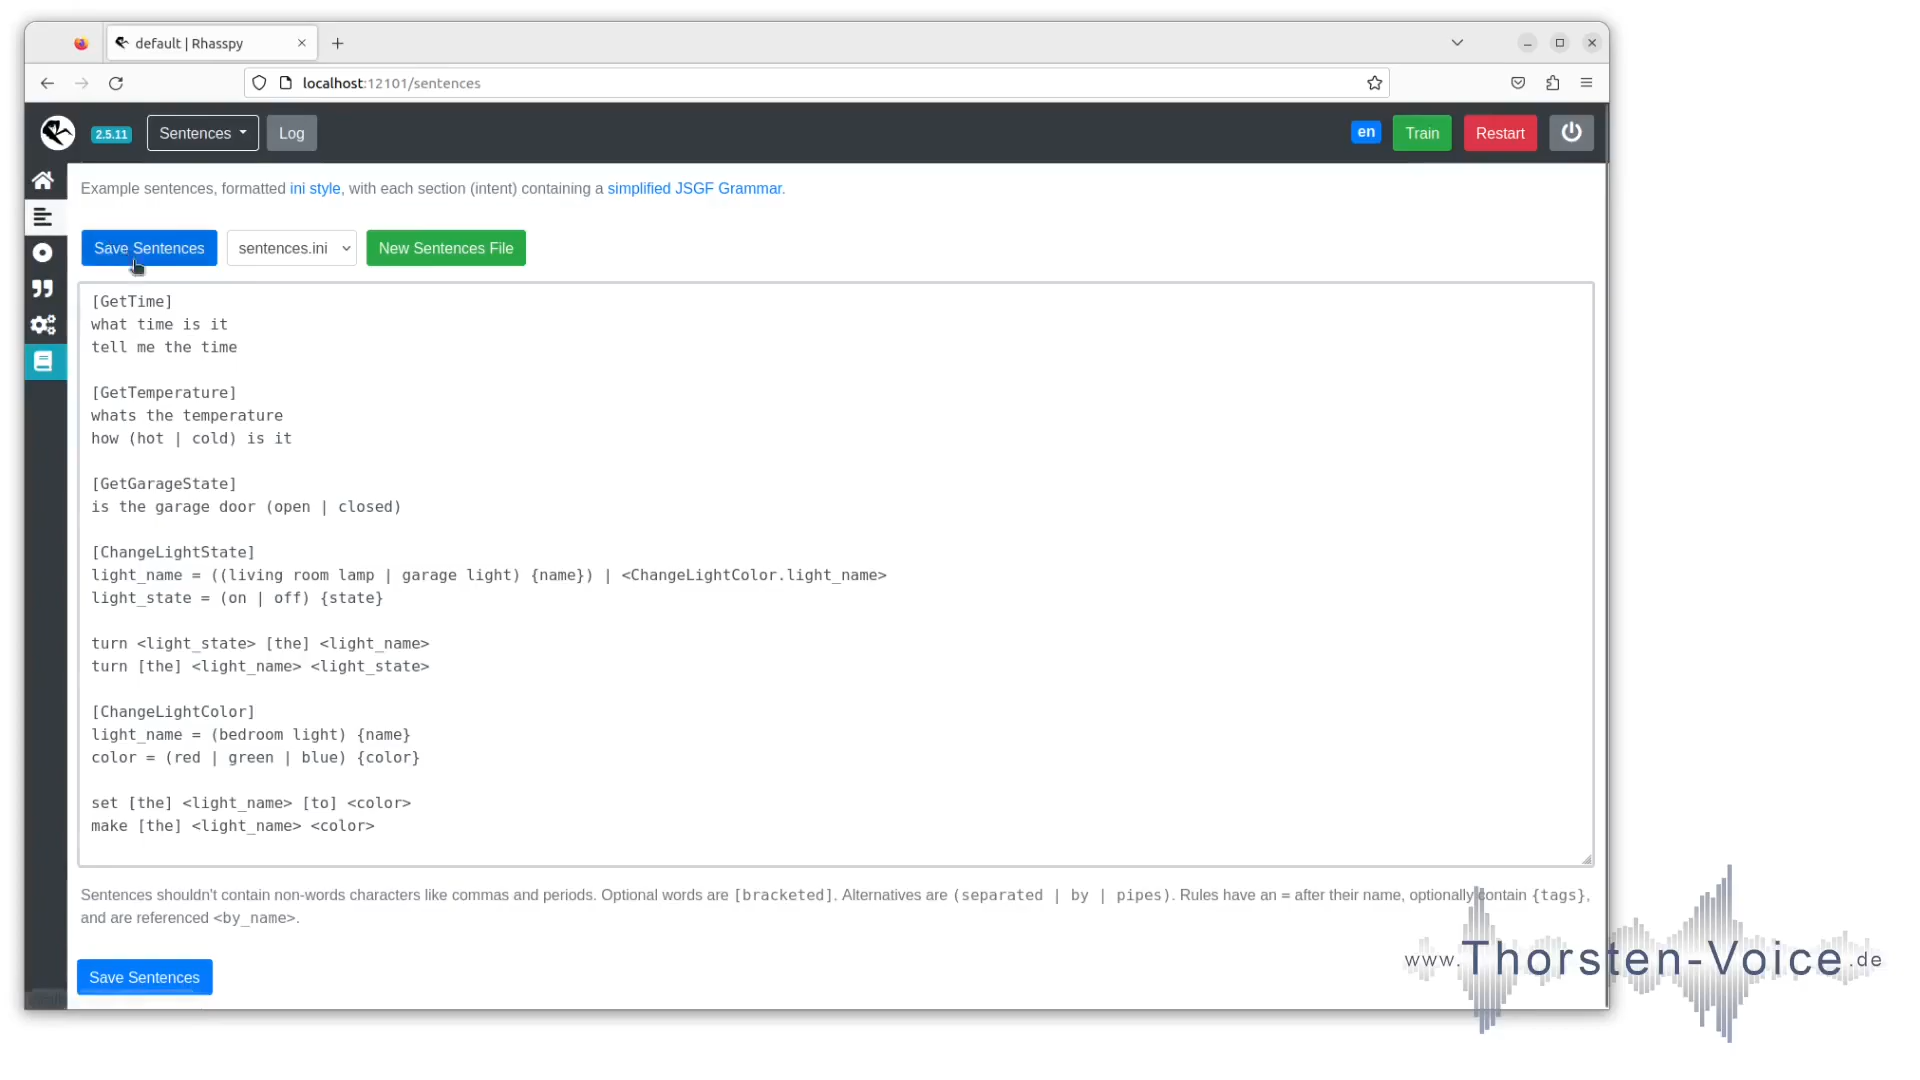 default | Rhasspy
localhost:12101/sentences
2.5.11
Sentences
Log
en
Train
Restart
Example sentences, formatted ini style, with each section (intent) containing a simplified JSGF Grammar.
Save Sentences
sentences.ini
New Sentences File
[GetTime]
what time is it
tell me the time
[GetTemperature]
whats the temperature
how (hot | cold) is it
[GetGarageState]
is the garage door (open | closed)
[ChangeLightState]
light_name = ((living room lamp | garage light) {name}) | <ChangeLightColor.light_name>
light_state = (on | off) {state}
turn <light_state> [the] <light_name>
turn [the] <light_name> <light_state>
[ChangeLightColor]
light_name = (bedroom light) {name}
color = (red | green | blue) {color}
set [the] <light_name> [to] <color>
make [the] <light_name> <color>
Sentences shouldn't contain non-words characters like commas and periods. Optional words are [bracketed]. Alternatives are (separated | by | pipes). Rules have an = after their name, optionally contain {tags},
and are referenced <by_name>.
Save Sentences
www.Thorsten-Voice.de